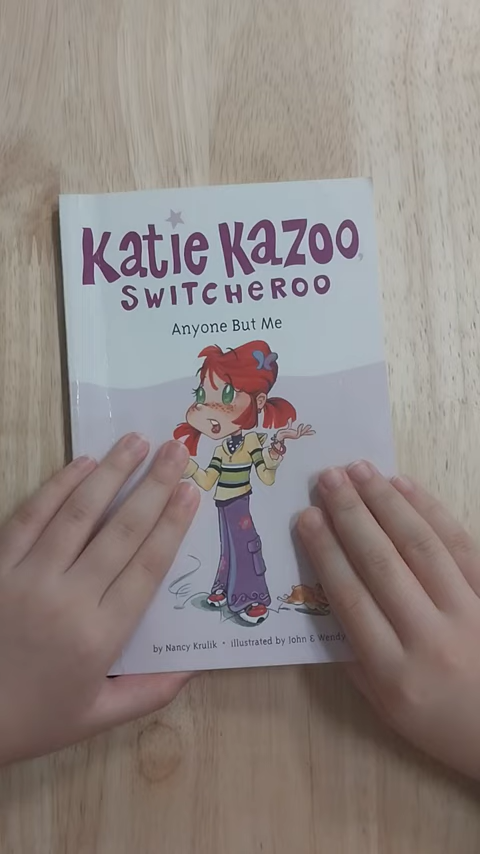 Katie Kazoo,
SWITCHEROO
Anyone But Me
by Nancy Krulik • illustrated by John & Wendy